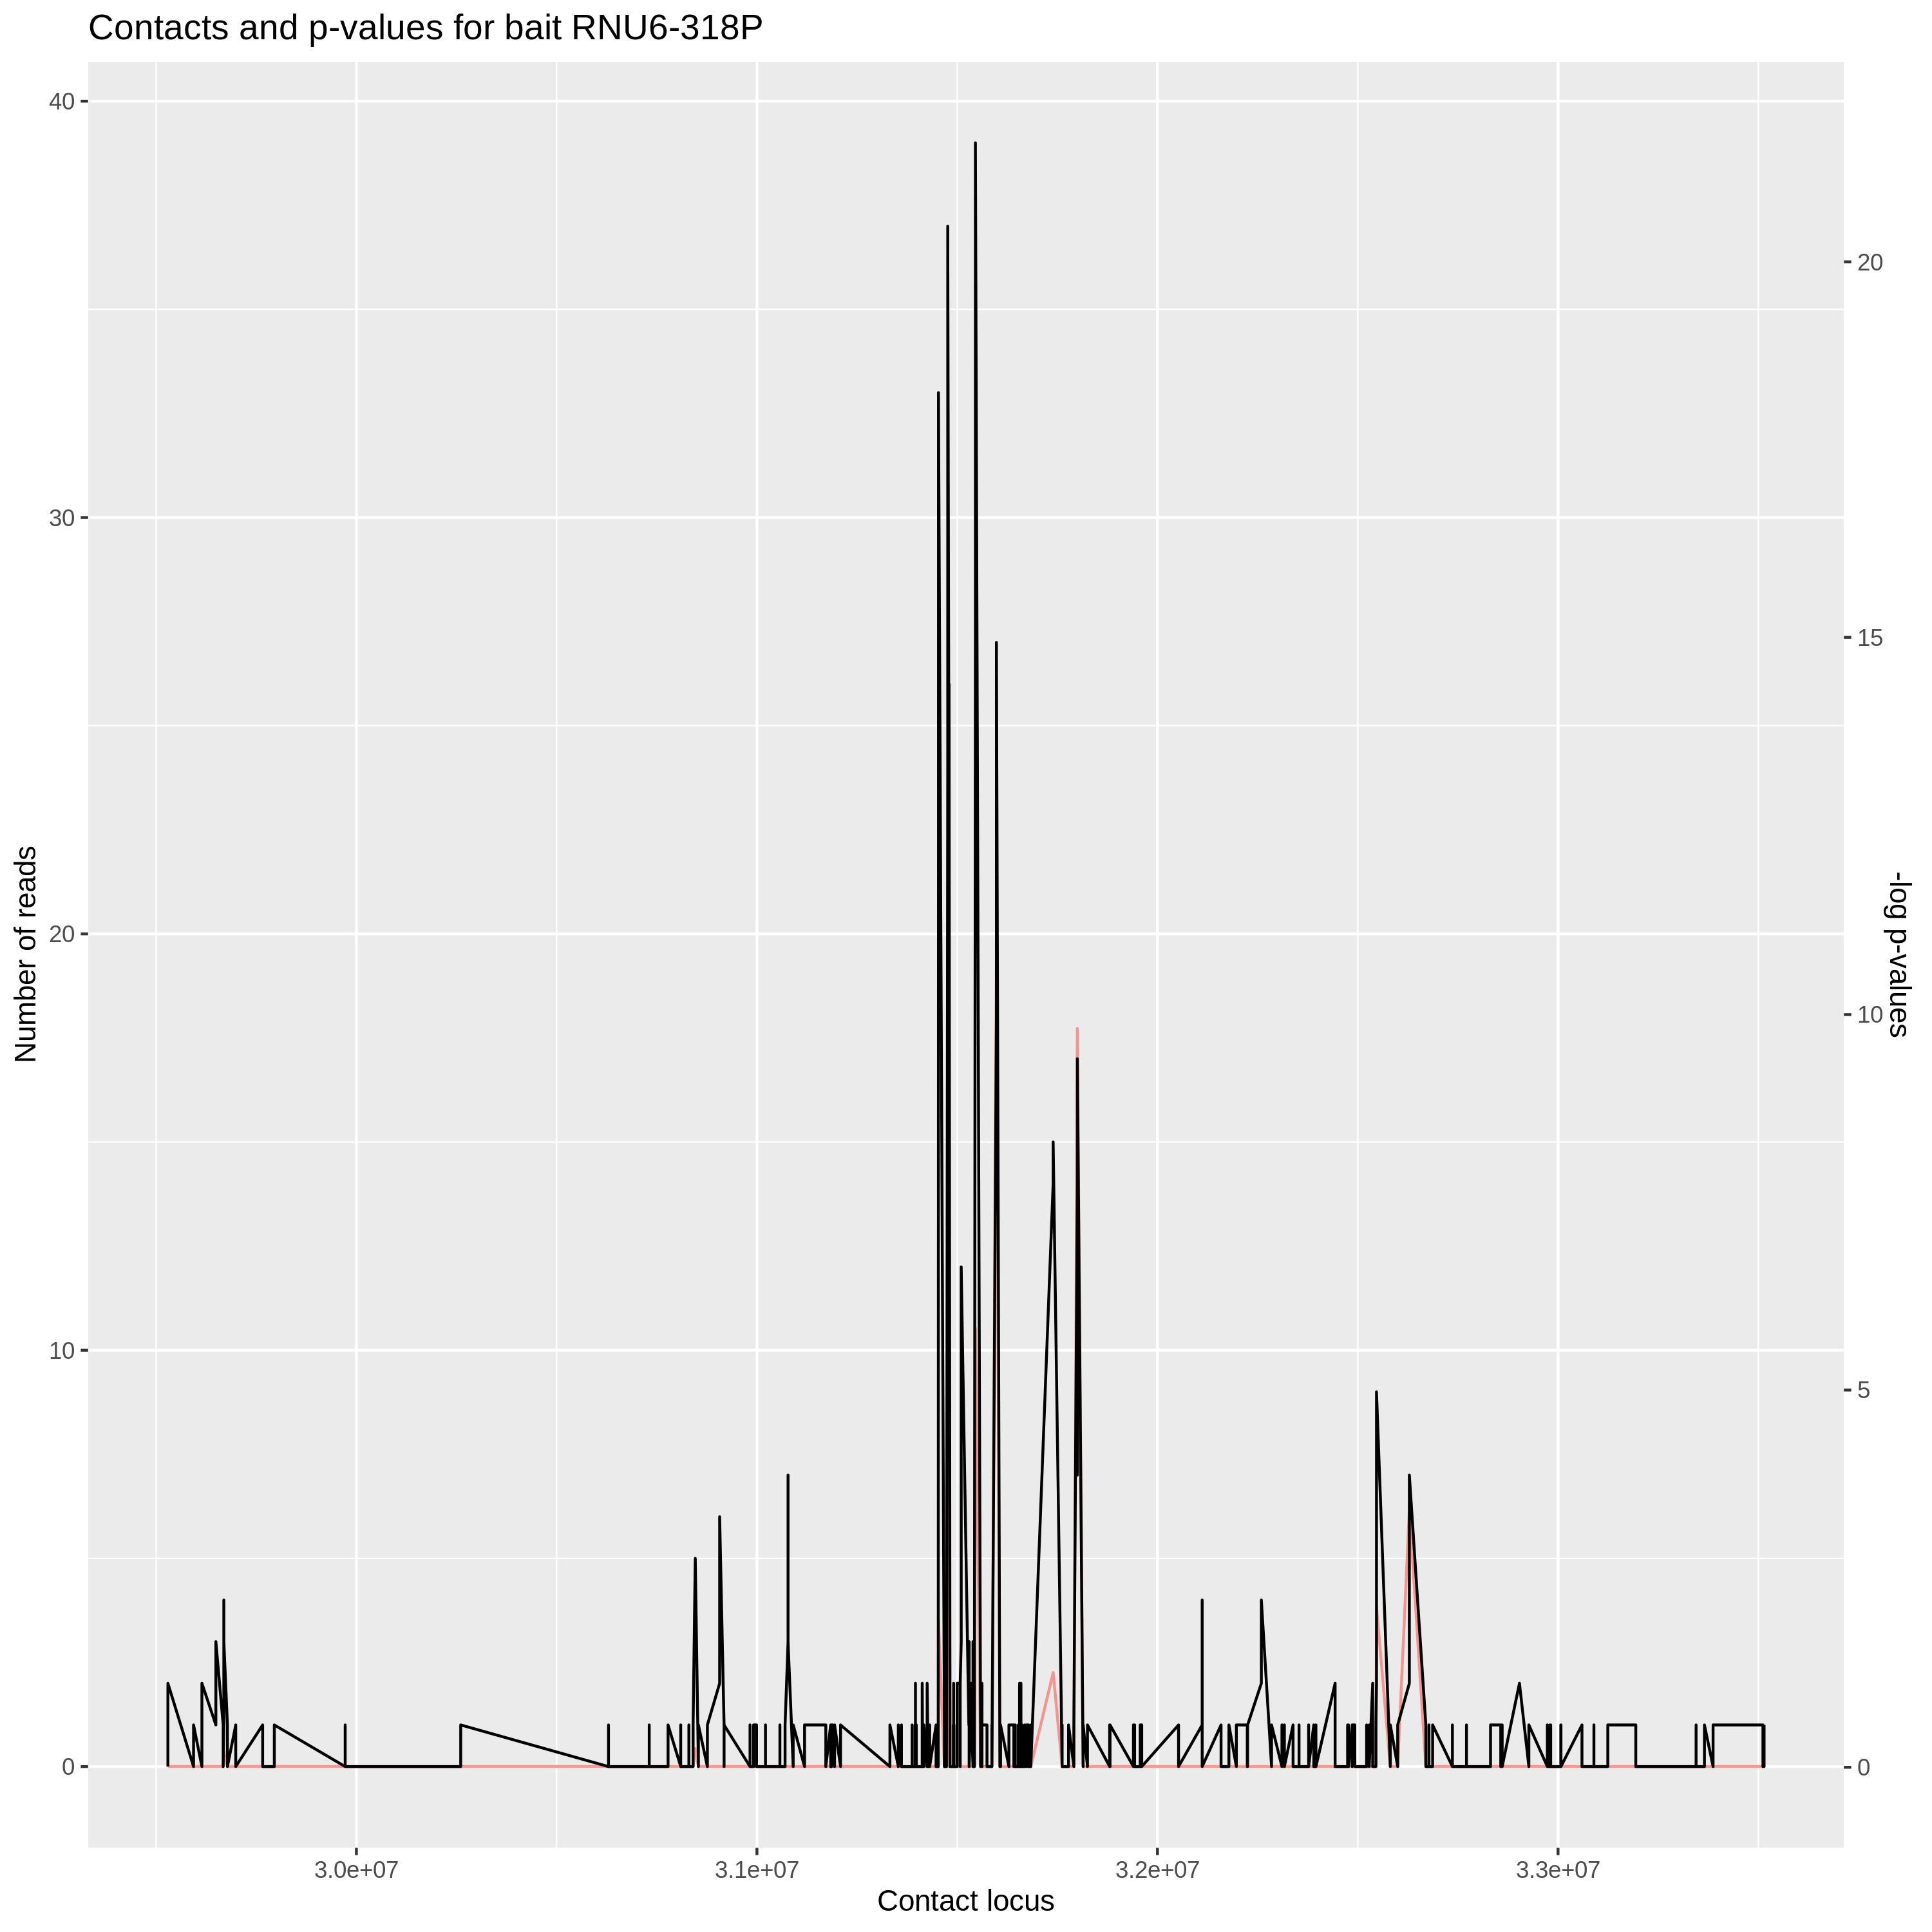 Contacts and p-values for bait RNU6-318P
40
30
20
10
0
Number of reads
20
15
10
5
0
-log p-values
3.0e+07
3.1e+07
3.2e+07
3.3e+07
Contact locus